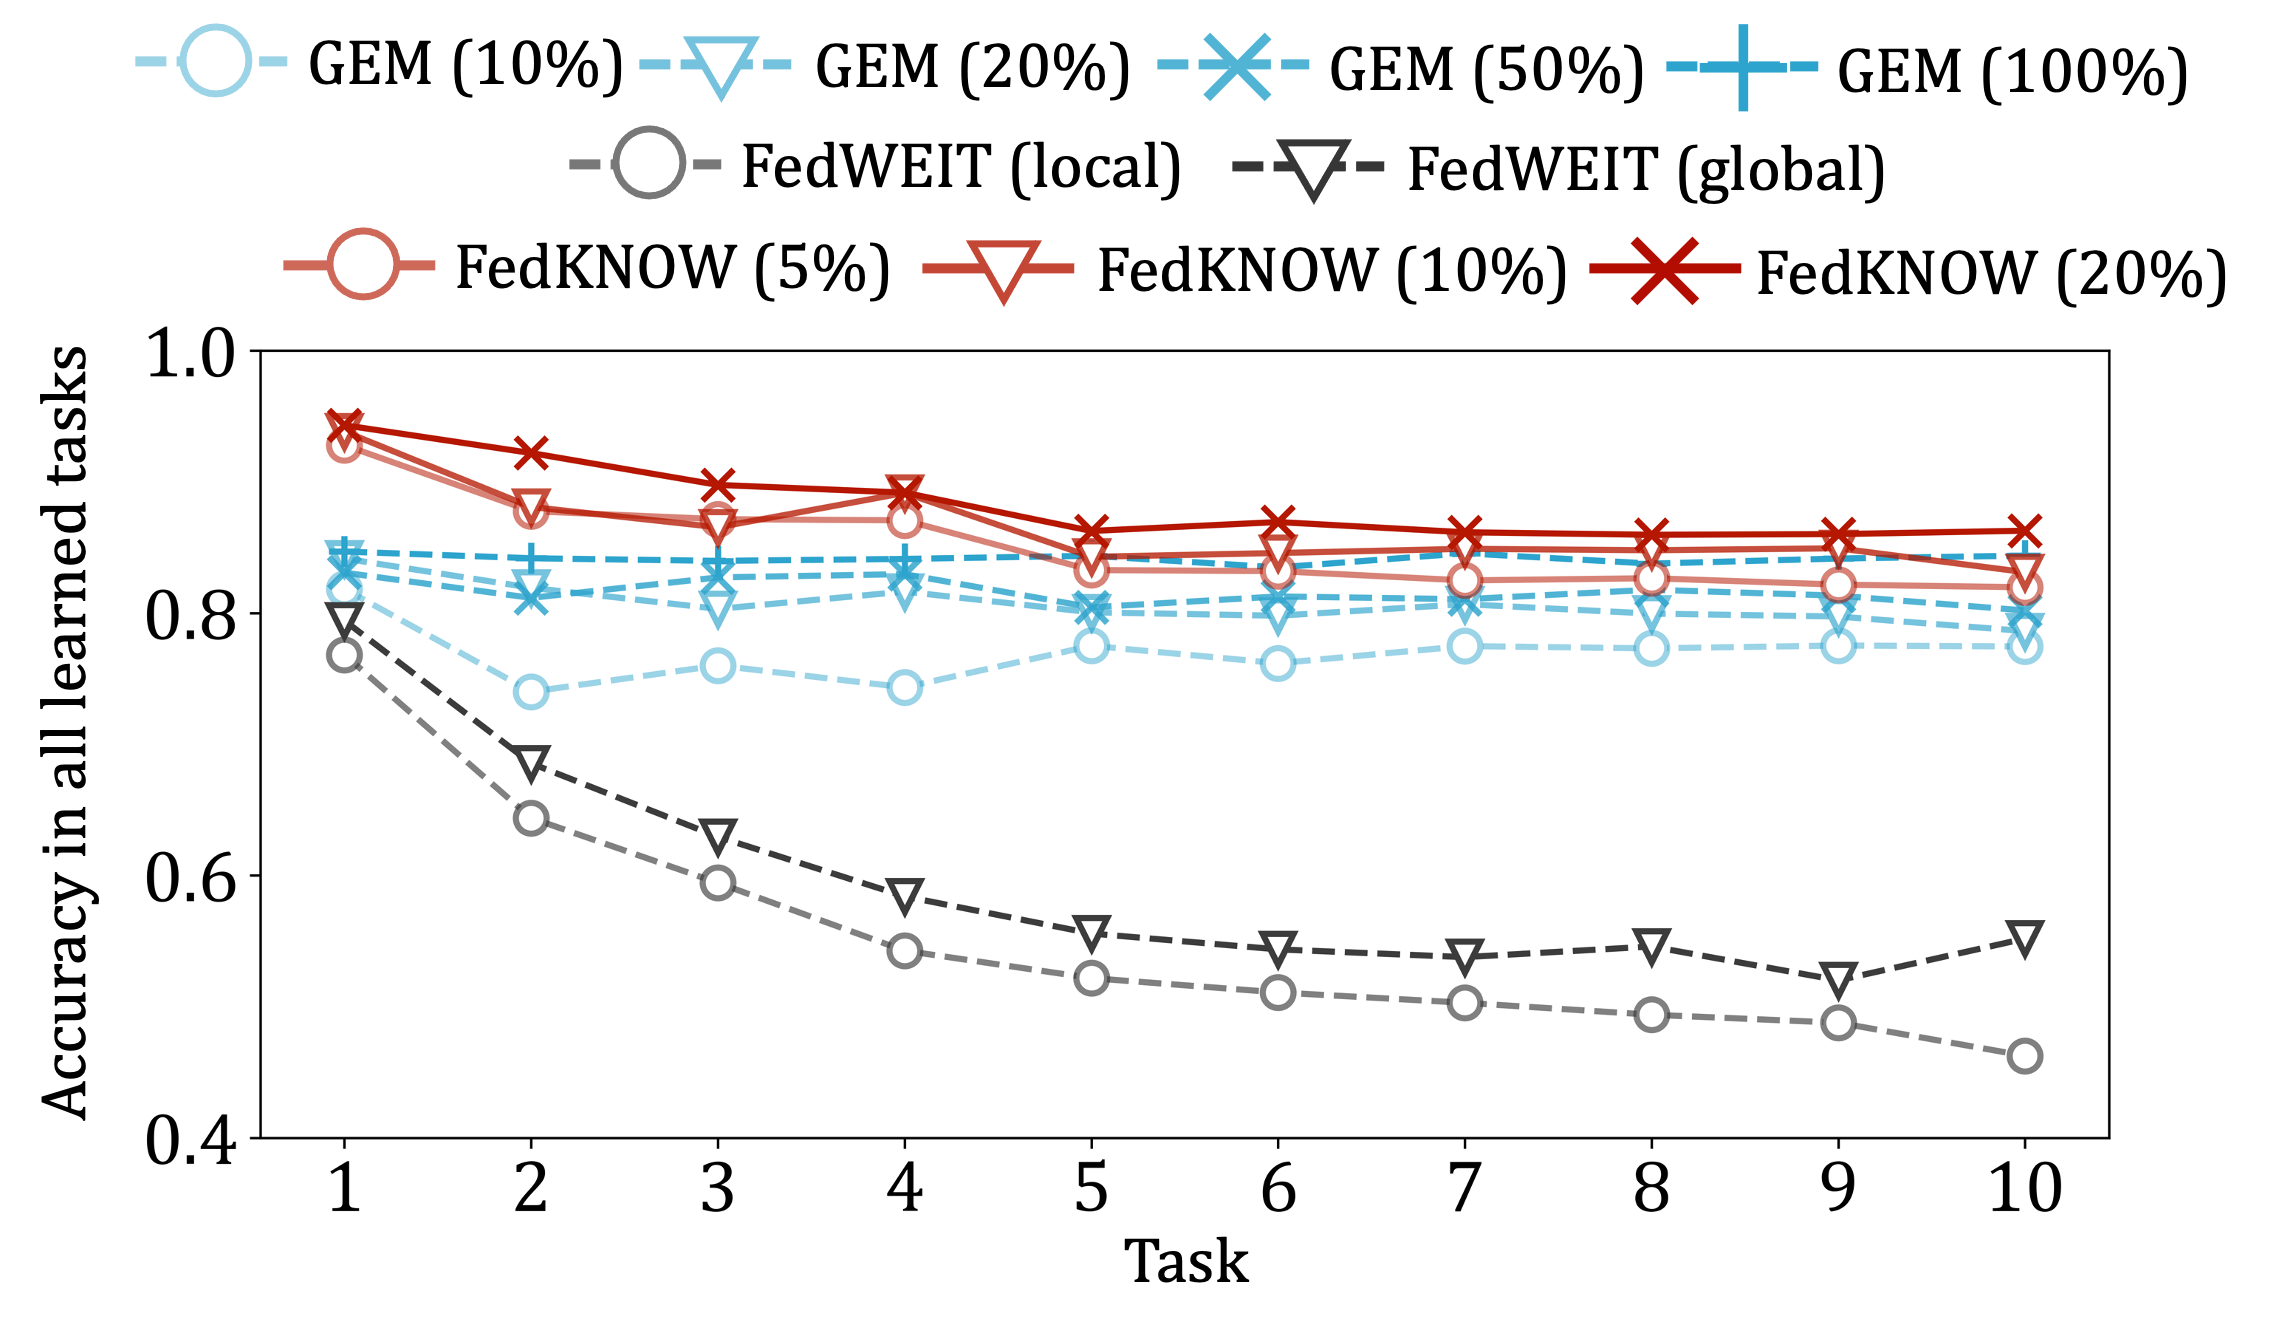 GEM (10%) GEM (20%) GEM (50%) GEM (100%)
FedWEIT (local) FedWEIT (global)
FedKNOW (5%) FedKNOW (10%) FedKNOW (20%)
Accuracy in all learned tasks
1.0
0.8
0.6
0.4
1 2 3 4 5 6 7 8 9 10
Task